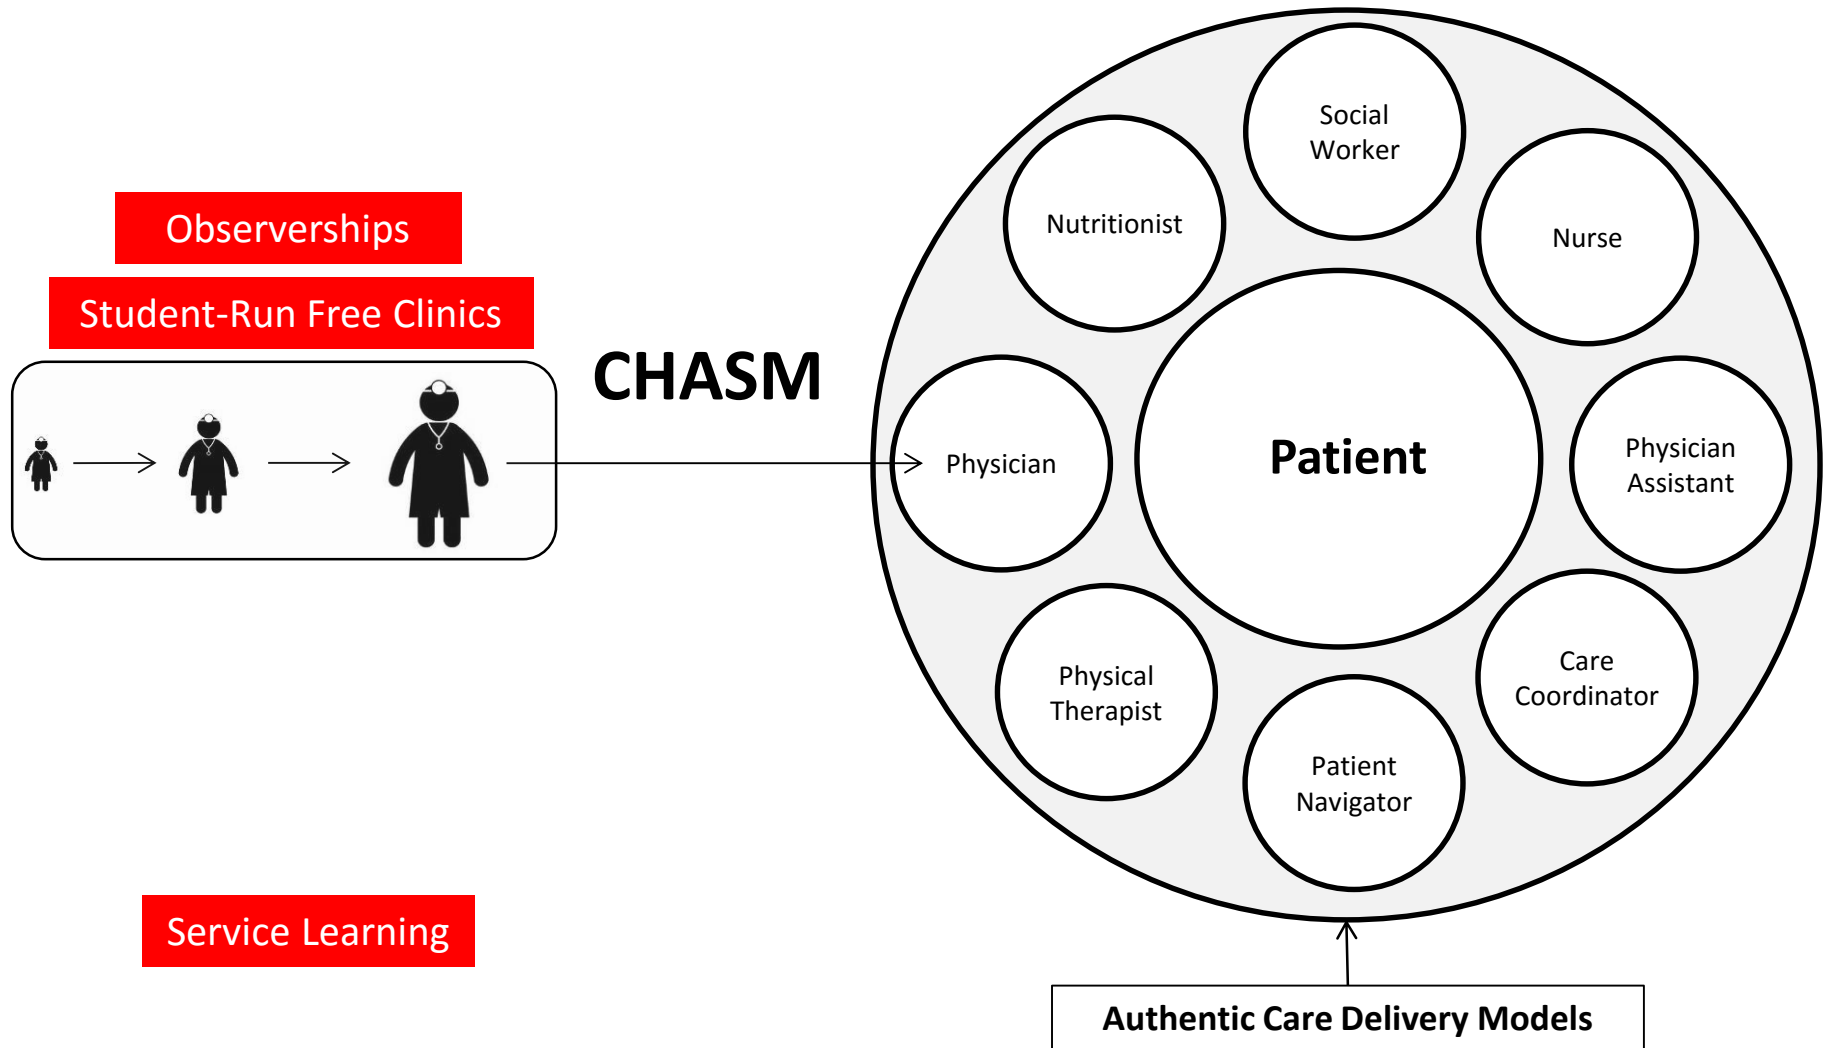 Observerships
Student-Run Free Clinics
CHASM
Service Learning
Social
Worker
Nutritionist
Nurse
Physician
Patient
Physician
Assistant
Physical
Therapist
Care
Coordinator
Patient
Navigator
Authentic Care Delivery Models